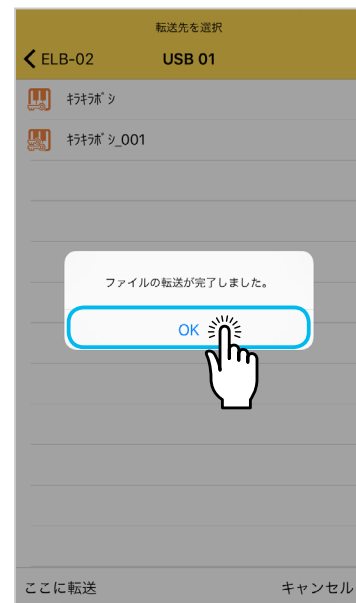 転送先を選択
ELB-02 USB 01
ｷﾗｷﾗﾎﾞｼ
ｷﾗｷﾗﾎﾞｼ_001
ファイルの転送が完了しました。
OK
ここに転送 キャンセル